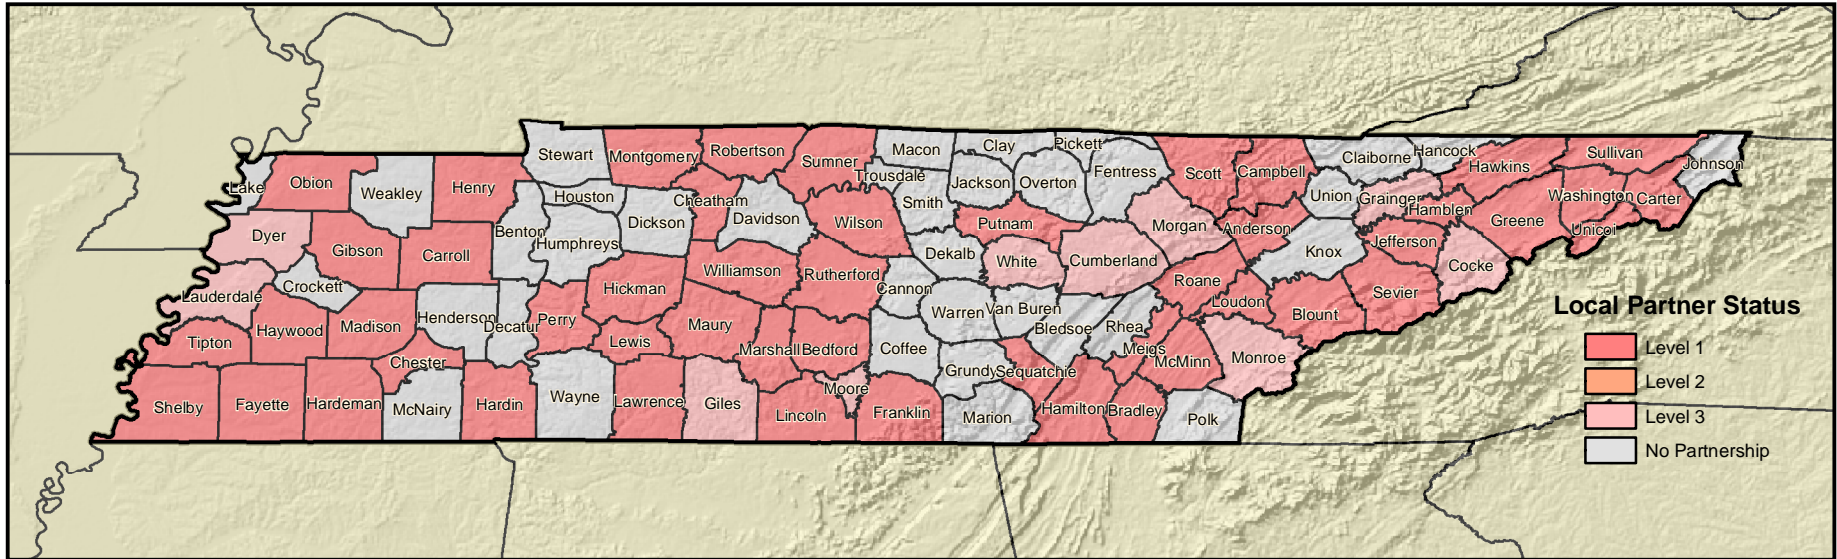 Stewart
Montgomery
Robertson
Sumner
Macon
Trousdale
Clay
Pickett
Fentress
Scott
Campbell
Claiborne
Hancock
Hawkins
Sullivan
Johnson
Lake
Obion
Weakley
Henry
Houston
Dickson
Cheatham
Davidson
Wilson
Smith
Jackson
Overton
Putnam
Morgan
Anderson
Union
Grainger
Hamblen
Greene
Washington
Carter
Unicoi
Dyer
Gibson
Carroll
Benton
Humphreys
Williamson
Rutherford
Dekalb
White
Cumberland
Roane
Knox
Jefferson
Cocke
Lauderdale
Crockett
Hickman
Cannon
Warren
Van Buren
Bledsoe
Rhea
Loudon
Blount
Sevier
Tipton
Haywood
Madison
Henderson
Decatur
Perry
Lewis
Maury
Marshall
Bedford
Coffee
Grundy
Sequatchie
Meigs
McMinn
Monroe
Chester
Shelby
Fayette
Hardeman
McNairy
Hardin
Wayne
Lawrence
Giles
Lincoln
Moore
Franklin
Marion
Hamilton
Bradley
Polk
Local Partner Status
Level 1
Level 2
Level 3
No Partnership